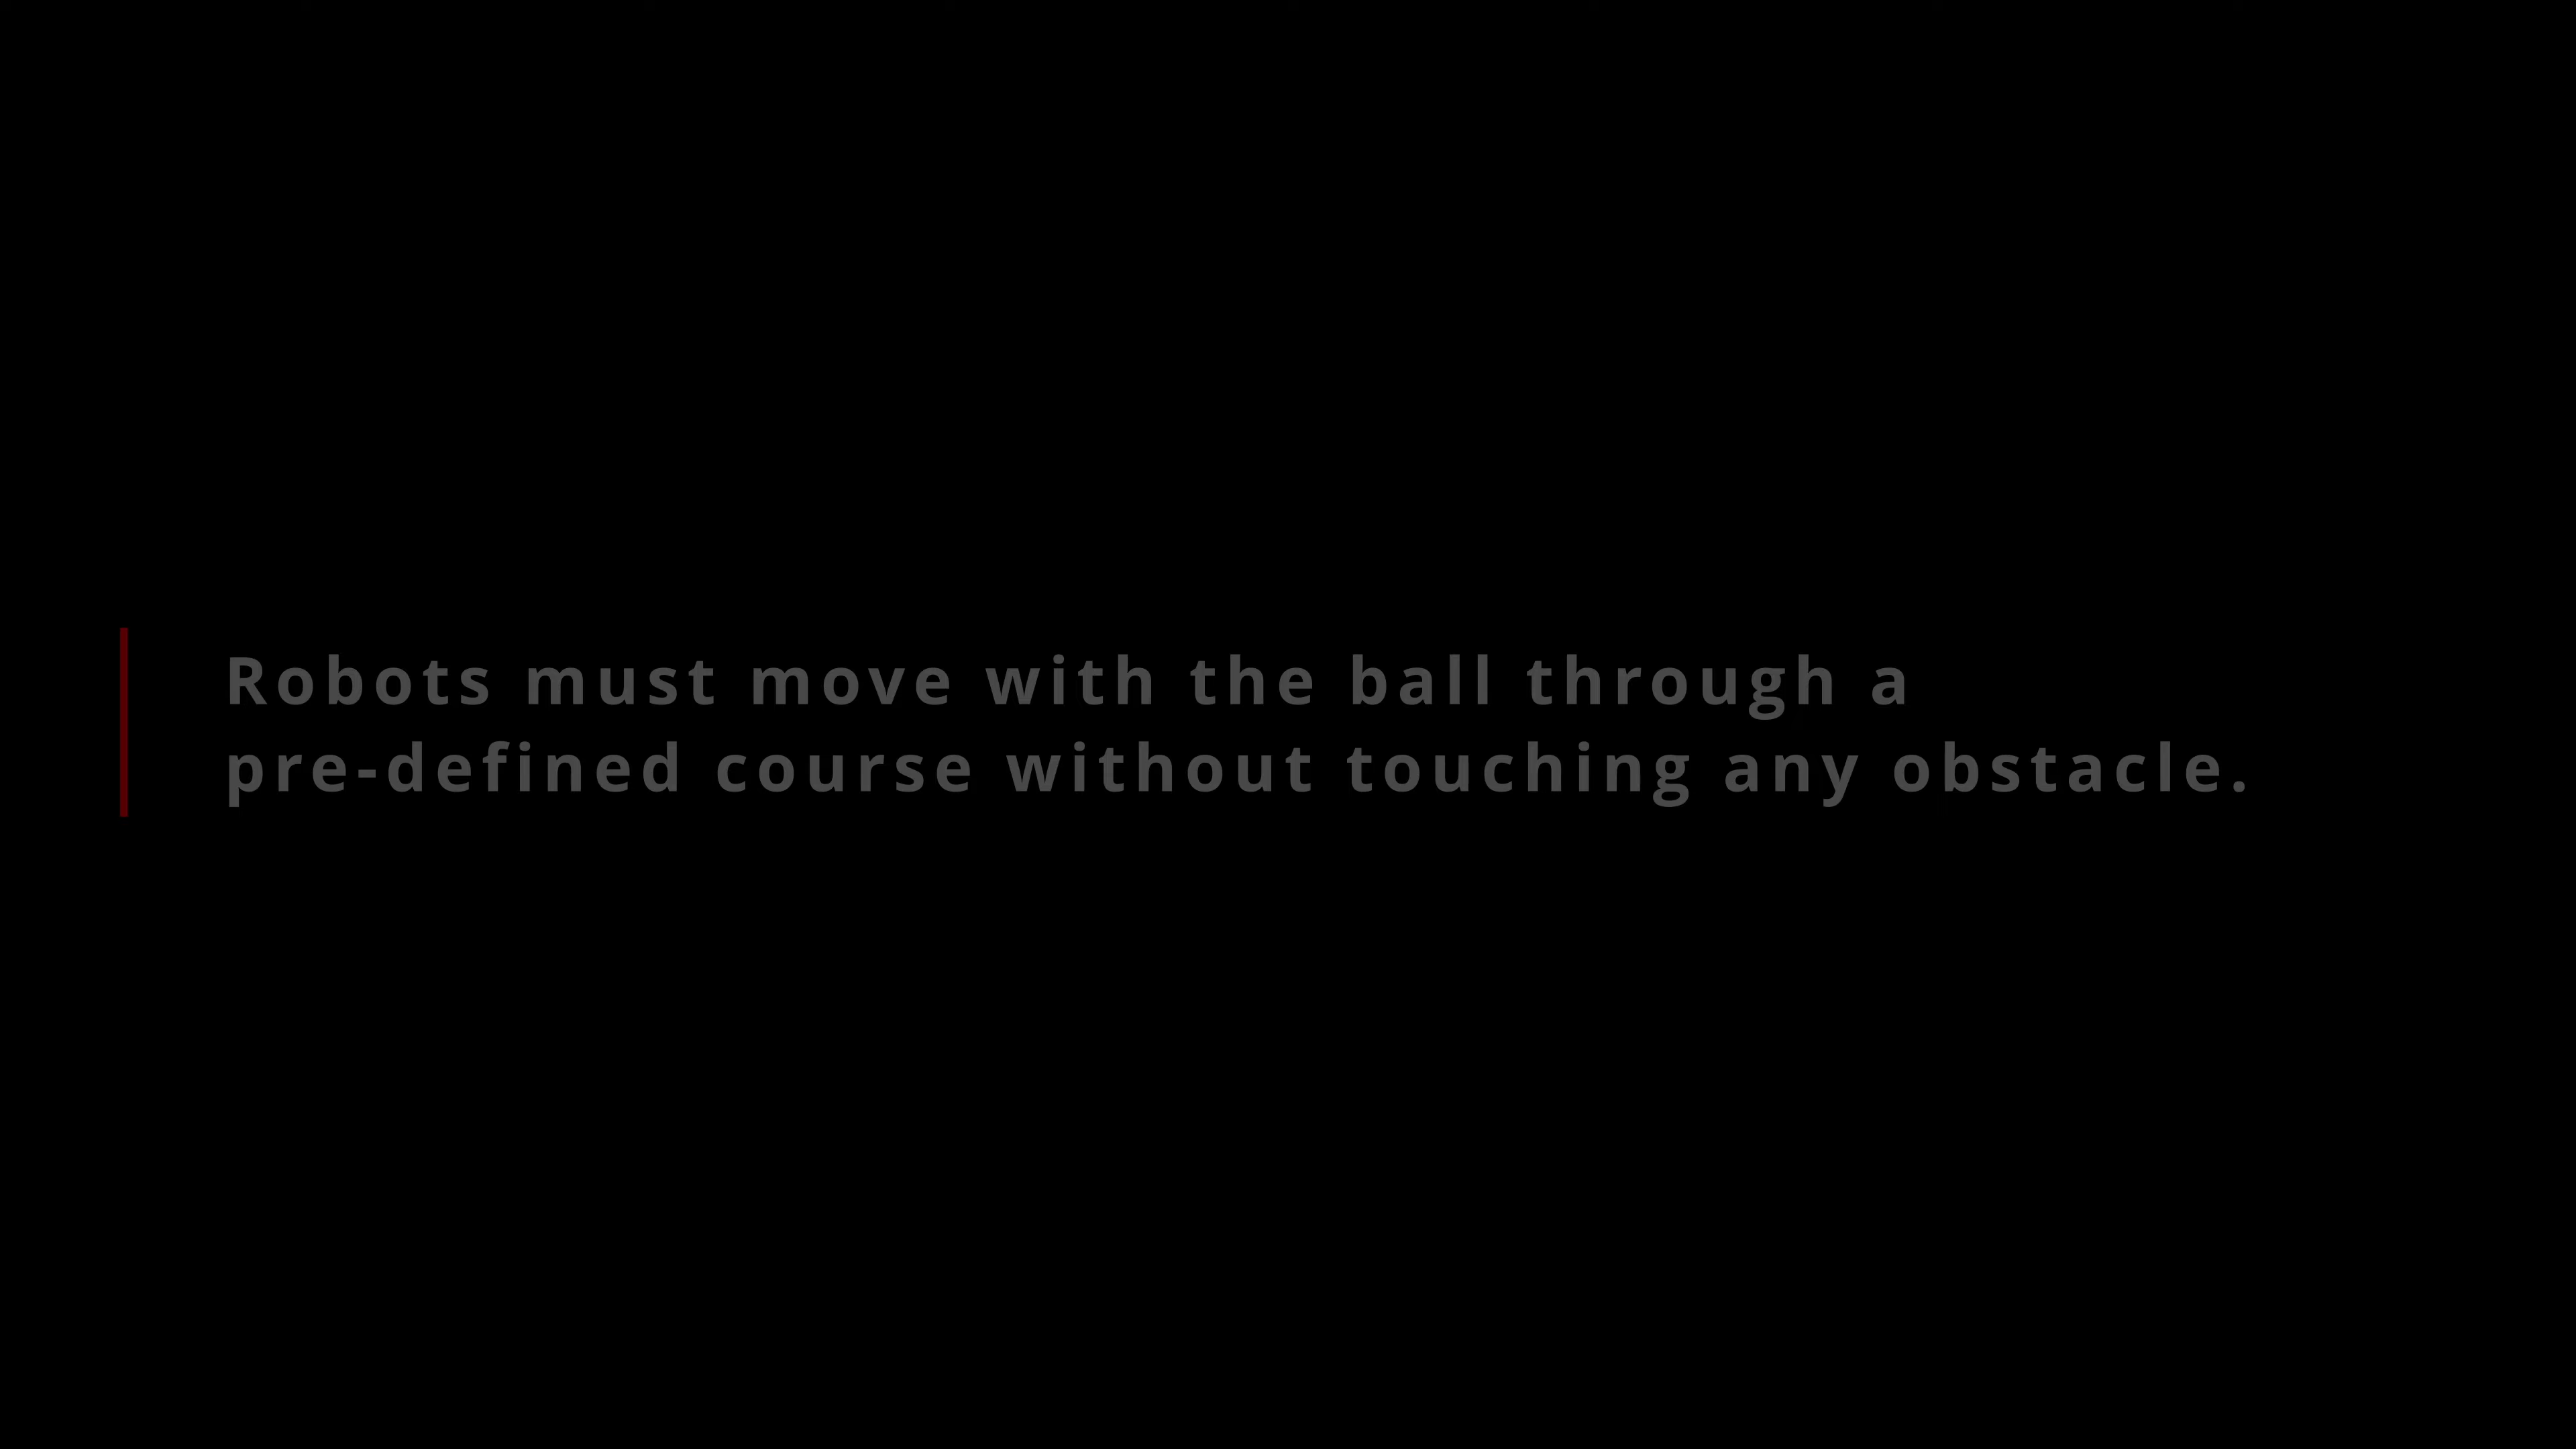 Robots must move with the ball through a
pre-defined course without touching any obstacle.